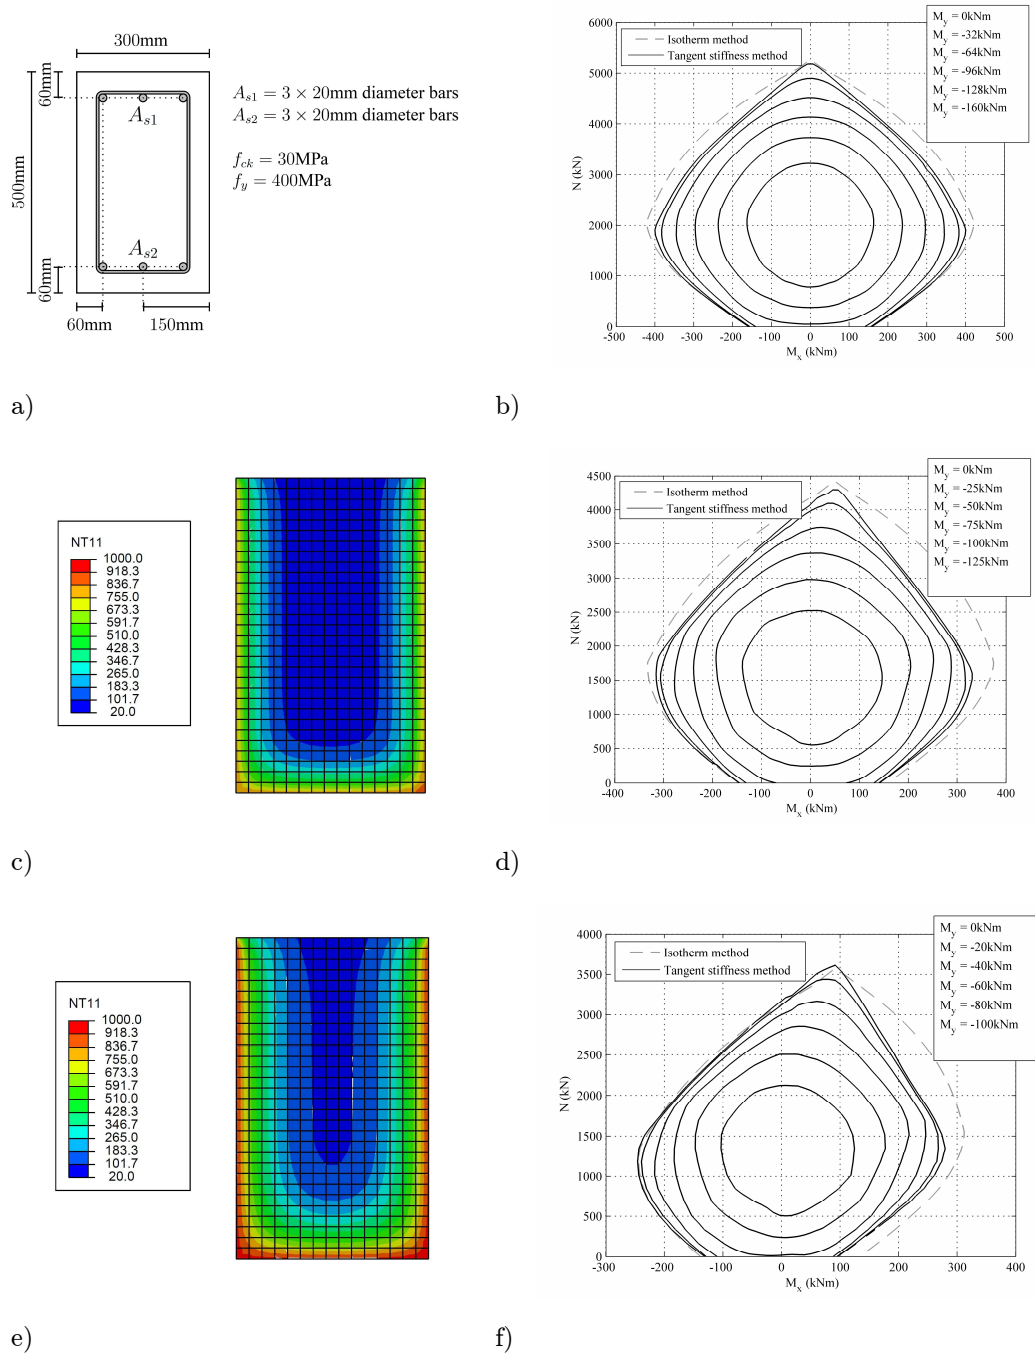 300mm
60mm
500mm
60mm
60mm
150mm
A_s1
A_s2
A_s1 = 3 × 20mm diameter bars
A_s2 = 3 × 20mm diameter bars
f_ck = 30MPa
f_y = 400MPa
a)
Isotherm method
Tangent stiffness method
M_y = 0kNm
M_y = -32kNm
M_y = -64kNm
M_y = -96kNm
M_y = -128kNm
M_y = -160kNm
N (kN)
6000
5000
4000
3000
2000
1000
0
-500 -400 -300 -200 -100 0 100 200 300 400 500
M_x (kNm)
b)
NT11
1000.0
918.3
836.7
755.0
673.3
591.7
510.0
428.3
346.7
265.0
183.3
101.7
20.0
c)
Isotherm method
Tangent stiffness method
M_y = 0kNm
M_y = -25kNm
M_y = -50kNm
M_y = -75kNm
M_y = -100kNm
M_y = -125kNm
N (kN)
4500
4000
3500
3000
2500
2000
1500
1000
500
0
-400 -300 -200 -100 0 100 200 300 400
M_x (kNm)
d)
NT11
1000.0
918.3
836.7
755.0
673.3
591.7
510.0
428.3
346.7
265.0
183.3
101.7
20.0
e)
Isotherm method
Tangent stiffness method
M_y = 0kNm
M_y = -20kNm
M_y = -40kNm
M_y = -60kNm
M_y = -80kNm
M_y = -100kNm
N (kN)
4000
3500
3000
2500
2000
1500
1000
500
0
-300 -200 -100 0 100 200 300 400
M_x (kNm)
f)